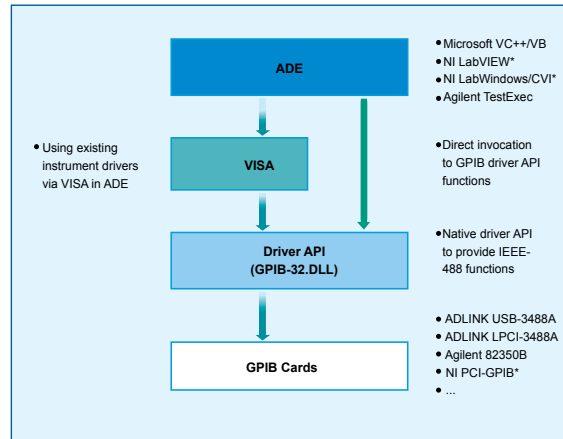 ADE
• Microsoft VC++/VB
• NI LabVIEW*
• NI LabWindows/CVI*
• Agilent TestExec
• Using existing
instrument drivers
via VISA in ADE
VISA
• Direct invocation
to GPIB driver API
functions
Driver API
(GPIB-32.DLL)
• Native driver API
to provide IEEE-
488 functions
GPIB Cards
• ADLINK USB-3488A
• ADLINK LPCI-3488A
• Agilent 82350B
• NI PCI-GPIB*
• ...